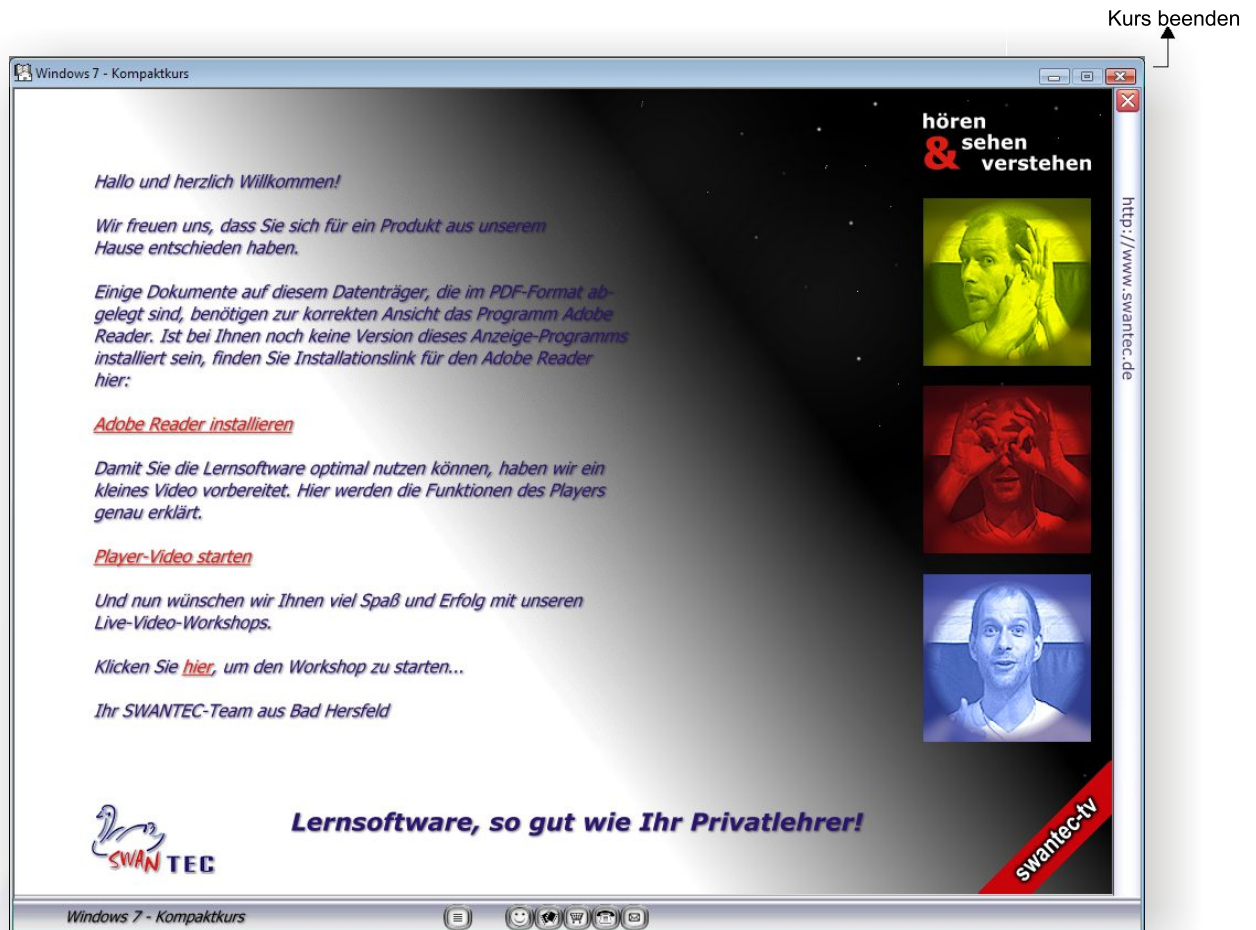 Kurs beenden
Windows 7 - Kompaktkurs
hören
& sehen
verstehen
http://www.swantec.de
Hallo und herzlich Willkommen!
Wir freuen uns, dass Sie sich für ein Produkt aus unserem
Hause entschieden haben.
Einige Dokumente auf diesem Datenträger, die im PDF-Format ab-
gelegt sind, benötigen zur korrekten Ansicht das Programm Adobe
Reader. Ist bei Ihnen noch keine Version dieses Anzeige-Programms
installiert sein, finden Sie Installationslink für den Adobe Reader
hier:
Adobe Reader installieren
Damit Sie die Lernsoftware optimal nutzen können, haben wir ein
kleines Video vorbereitet. Hier werden die Funktionen des Players
genau erklärt.
Player-Video starten
Und nun wünschen wir Ihnen viel Spaß und Erfolg mit unseren
Live-Video-Workshops.
Klicken Sie hier, um den Workshop zu starten...
Ihr SWANTEC-Team aus Bad Hersfeld
SWANTEC
Lernsoftware, so gut wie Ihr Privatlehrer!
swantec-tv
Windows 7 - Kompaktkurs